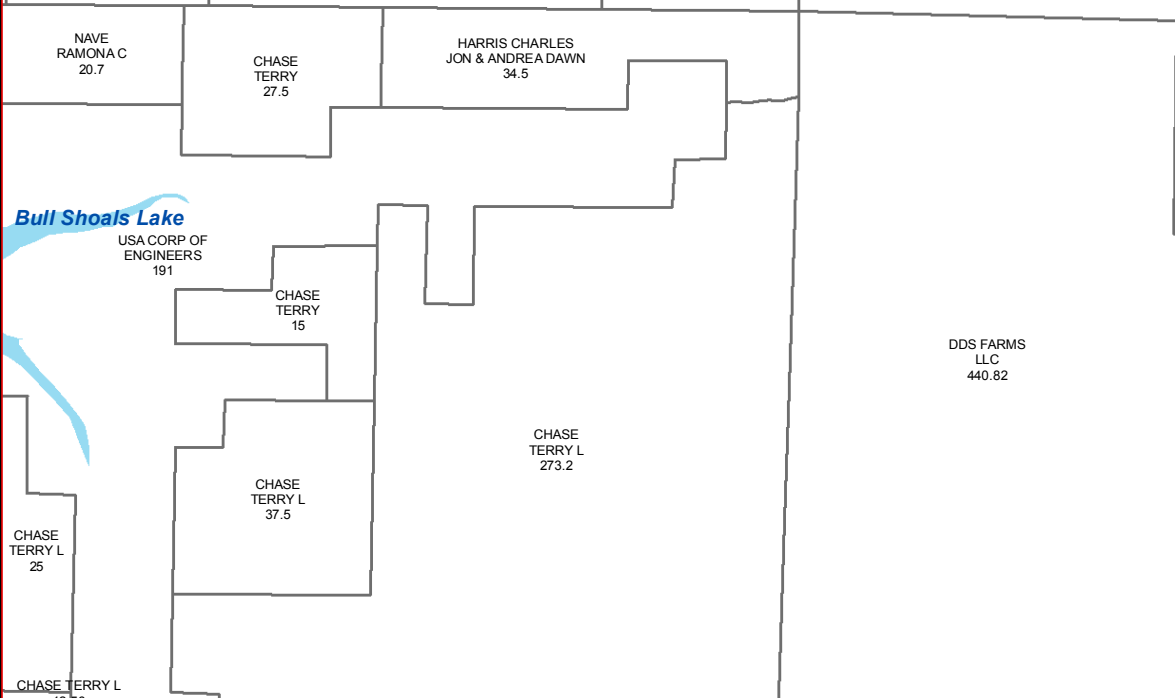 NAVE
RAMONA C
20.7
CHASE
TERRY
27.5
HARRIS CHARLES
JON & ANDREA DAWN
34.5
Bull Shoals Lake
USA CORP OF
ENGINEERS
191
CHASE
TERRY
15
DDS FARMS
LLC
440.82
CHASE
TERRY L
273.2
CHASE
TERRY L
37.5
CHASE
TERRY L
25
CHASE TERRY L